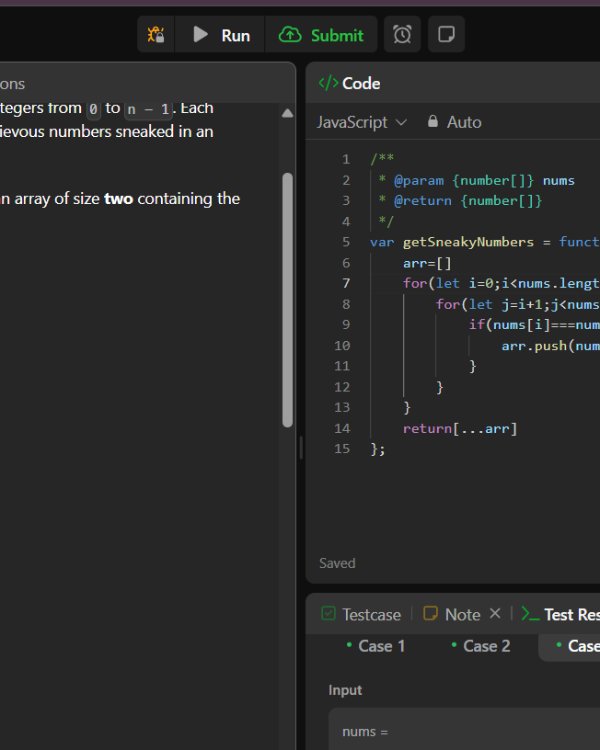 Run Submit
ons
tegers from 0 to n - 1. Each
ievous numbers sneaked in an
n array of size two containing the
</> Code
JavaScript Auto
1 /**
2 * @param {number[]} nums
3 * @return {number[]}
4 */
5 var getSneakyNumbers = funct
6 arr=[]
7 for(let i=0;i<nums.lengt
8 for(let j=i+1;j<nums
9 if(nums[i]===num
10 arr.push(num
11 }
12 }
13 }
14 return[...arr]
15 };
Saved
Testcase Note × >_ Test Res
• Case 1 • Case 2 • Case
Input
nums =